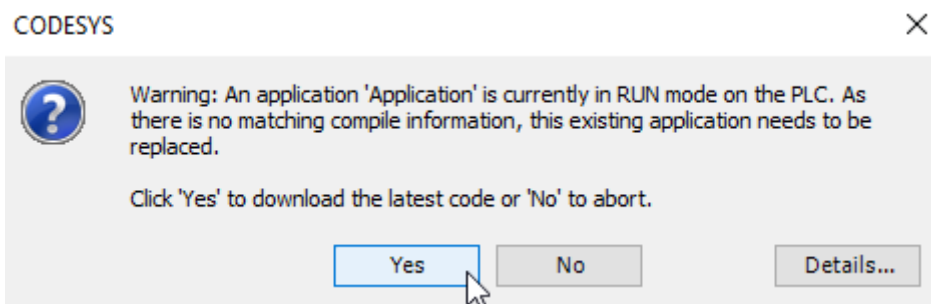 CODESYS
Warning: An application 'Application' is currently in RUN mode on the PLC. As
there is no matching compile information, this existing application needs to be
replaced.
Click 'Yes' to download the latest code or 'No' to abort.
Yes
No
Details...